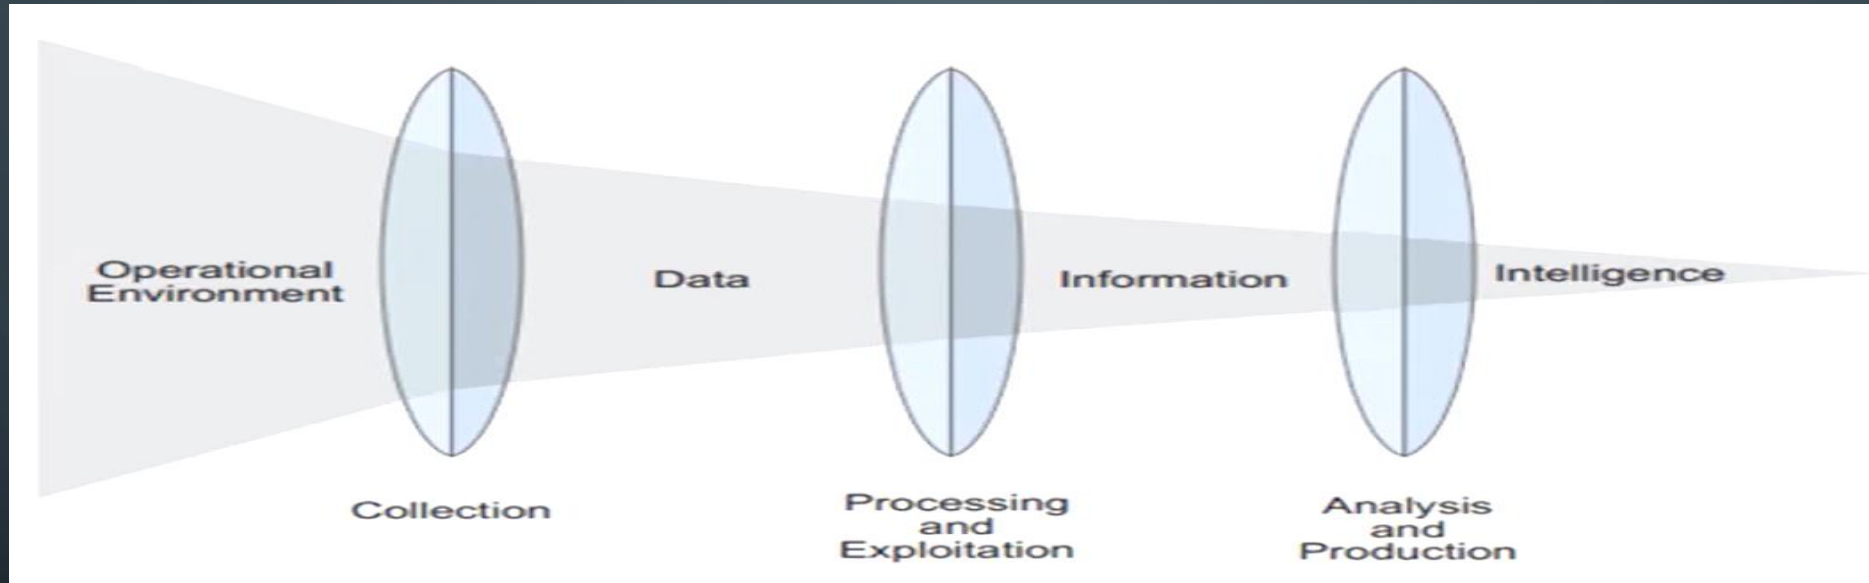 Operational
Environment
Data
Information
Intelligence
Collection
Processing
and
Exploitation
Analysis
and
Production